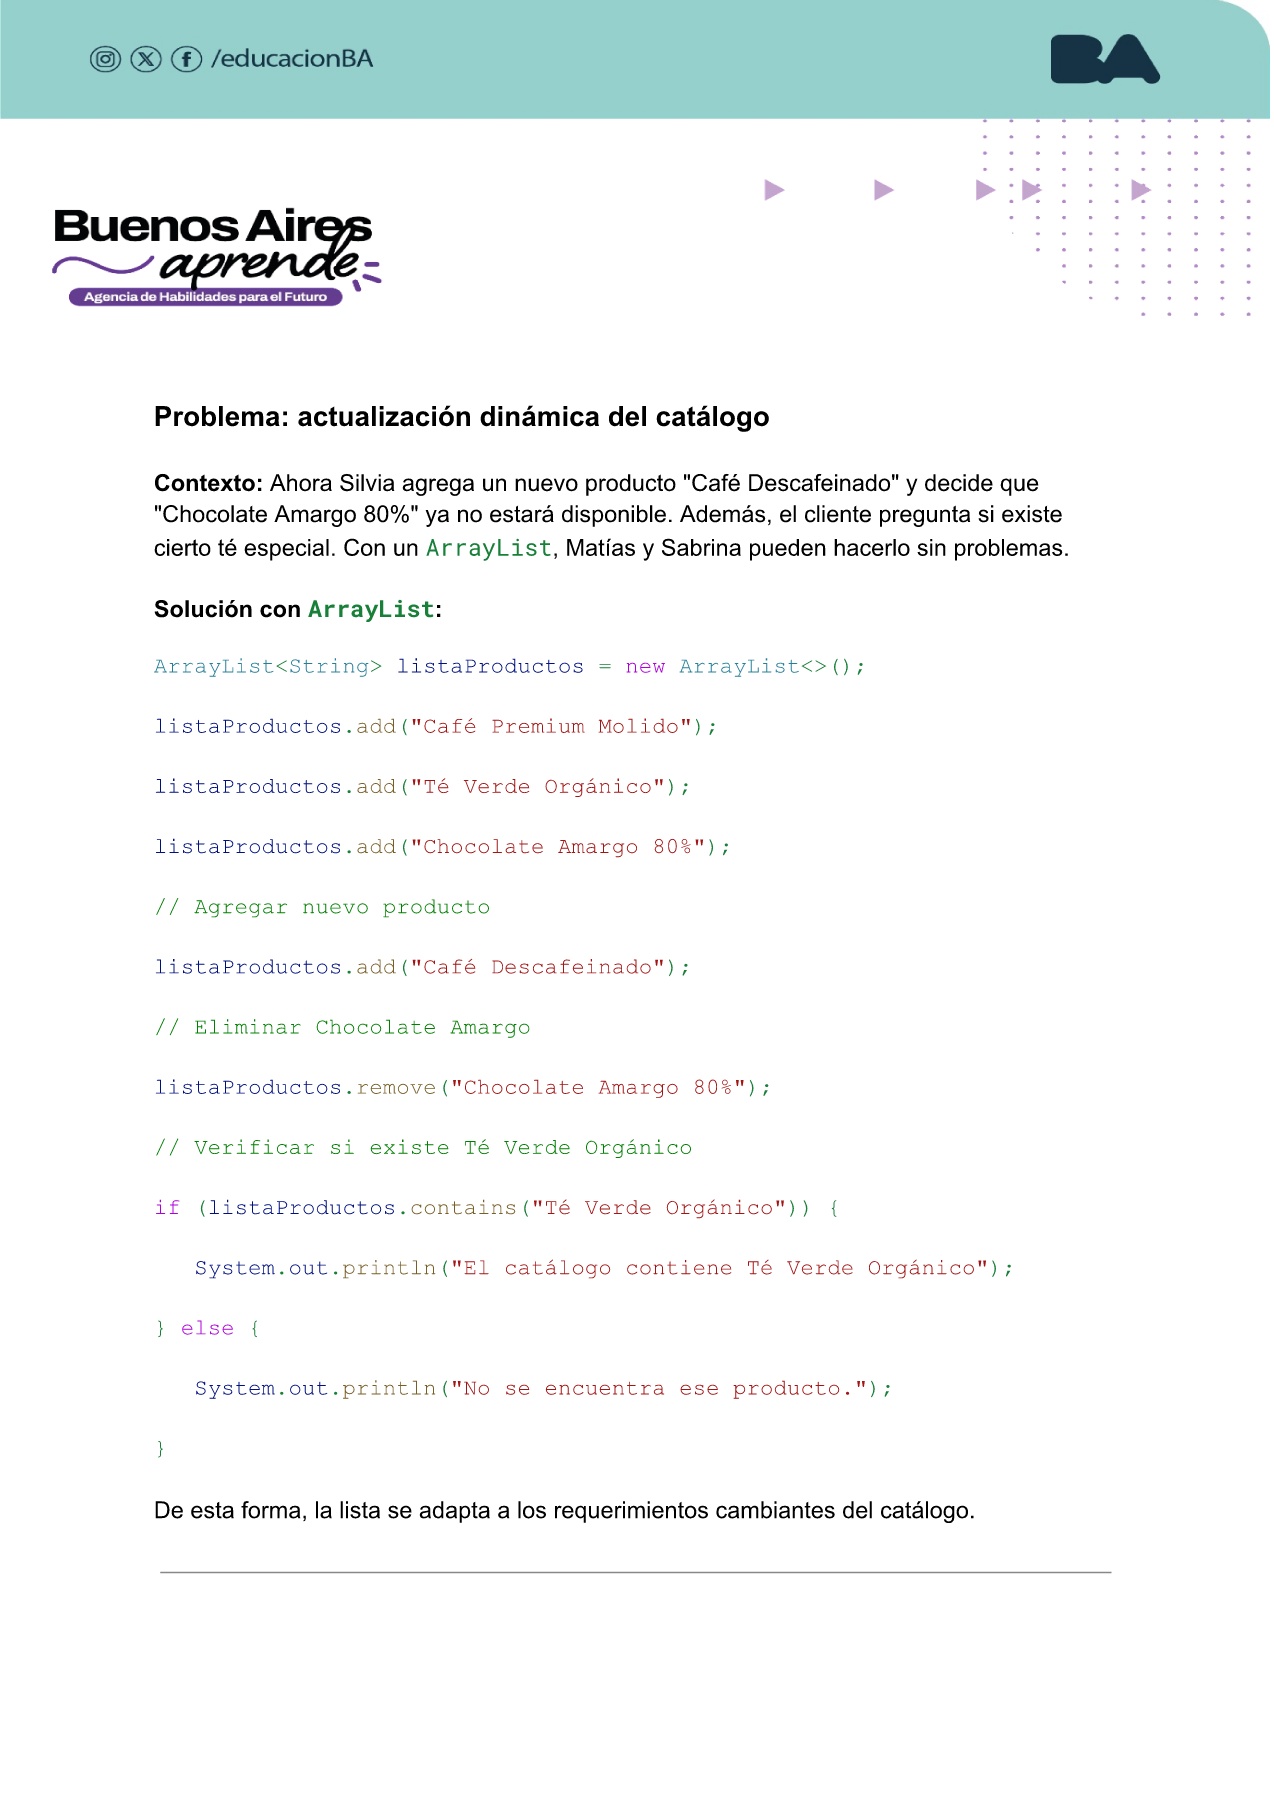 /educacionBA
BA
Buenos Aires
aprende
Agencia de Habilidades para el Futuro
Problema: actualización dinámica del catálogo
Contexto: Ahora Silvia agrega un nuevo producto "Café Descafeinado" y decide que
"Chocolate Amargo 80%" ya no estará disponible. Además, el cliente pregunta si existe
cierto té especial. Con un ArrayList, Matías y Sabrina pueden hacerlo sin problemas.
Solución con ArrayList:
ArrayList<String> listaProductos = new ArrayList<>();
listaProductos.add("Café Premium Molido");
listaProductos.add("Té Verde Orgánico");
listaProductos.add("Chocolate Amargo 80%");
// Agregar nuevo producto
listaProductos.add("Café Descafeinado");
// Eliminar Chocolate Amargo
listaProductos.remove("Chocolate Amargo 80%");
// Verificar si existe Té Verde Orgánico
if (listaProductos.contains("Té Verde Orgánico")) {
   System.out.println("El catálogo contiene Té Verde Orgánico");
} else {
   System.out.println("No se encuentra ese producto.");
}
De esta forma, la lista se adapta a los requerimientos cambiantes del catálogo.